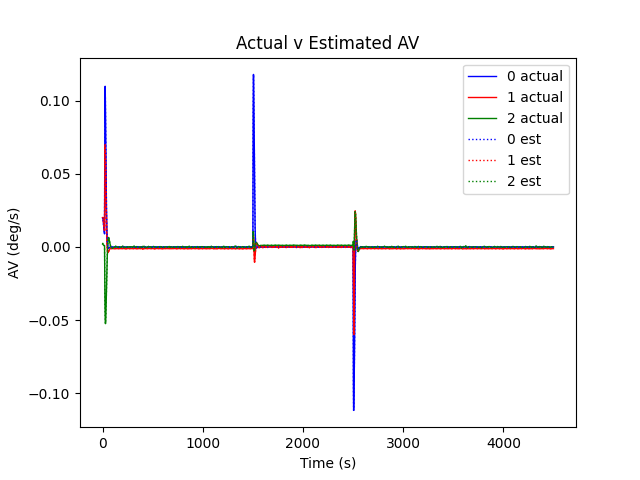 Actual v Estimated AV
0 actual
1 actual
2 actual
0 est
1 est
2 est
0.10
0.05
0.00
−0.05
−0.10
AV (deg/s)
0 1000 2000 3000 4000
Time (s)